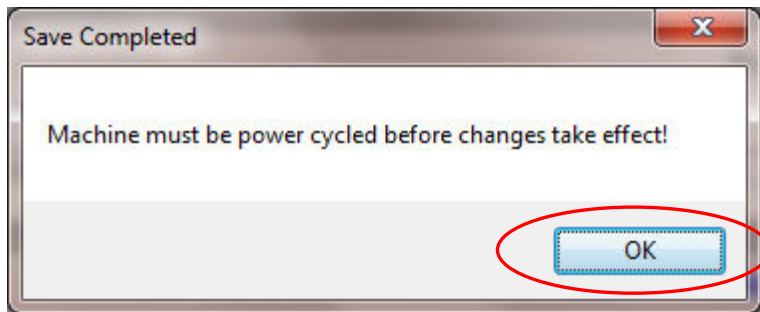 Save Completed
Machine must be power cycled before changes take effect!
OK